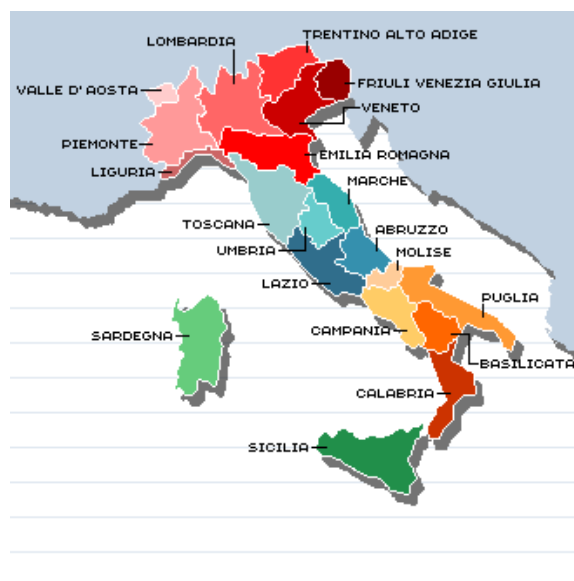 TRENTINO ALTO ADIGE
LOMBARDIA
FRIULI VENEZIA GIULIA
VALLE D'AOSTA
VENETO
PIEMONTE
EMILIA ROMAGNA
LIGURIA
MARCHE
TOSCANA
ABRUZZO
UMBRIA
MOLISE
LAZIO
PUGLIA
CAMPANIA
SARDEGNA
BASILICATA
CALABRIA
SICILIA